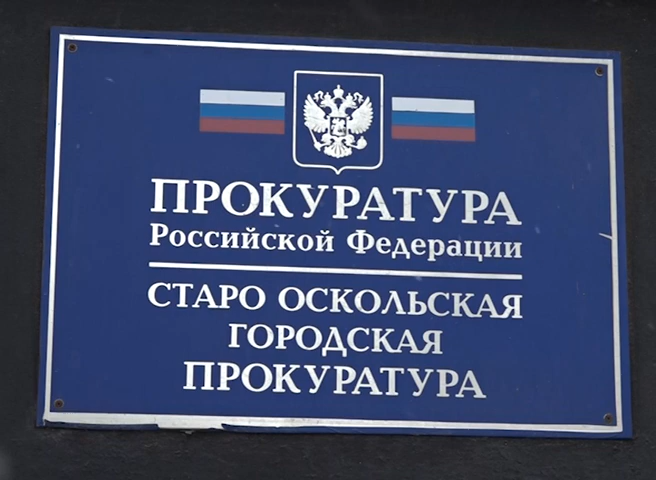 ПРОКУРАТУРА
Российской Федерации
СТАРО ОСКОЛЬСКАЯ
ГОРОДСКАЯ
ПРОКУРАТУРА